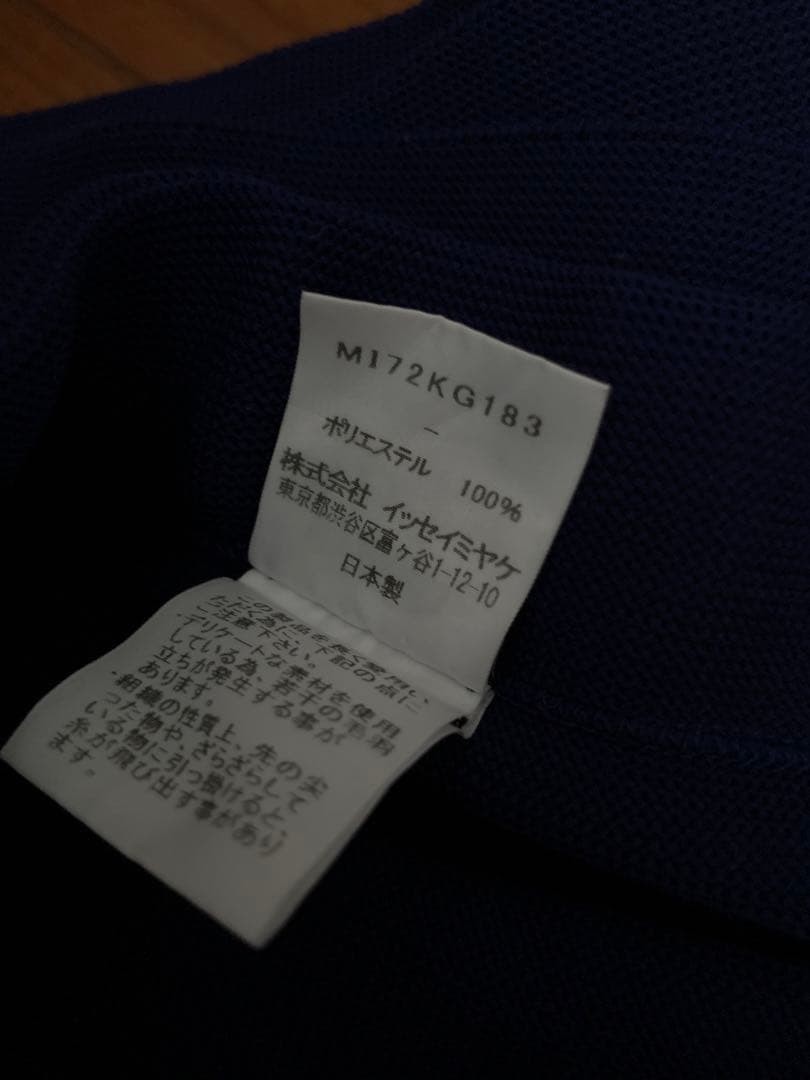 MI72KG183
-
ポリエステル 100%
株式会社 イッセイミヤケ
東京都渋谷区富ヶ谷1-12-10
日本製
この製品を長く愛用い
ただく為に、下記の点に
ご注意下さい。
・デリケートな素材を使用
している為、若干の毛羽
立ちが発生する事が
あります。
・組織の性質上、先の尖
った物や、ざらざらして
いる物に引っ掛けると、
糸が飛び出す事があり
ます。